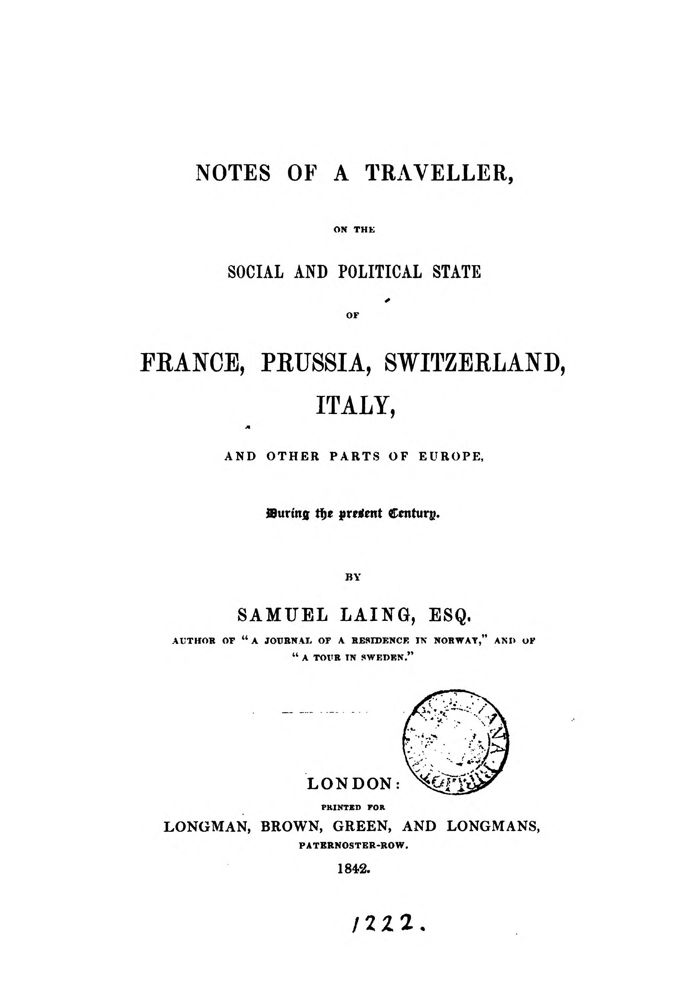 NOTES OF A TRAVELLER,
ON THE
SOCIAL AND POLITICAL STATE
OF
FRANCE, PRUSSIA, SWITZERLAND,
ITALY,
AND OTHER PARTS OF EUROPE,
During the present Century.
BY
SAMUEL LAING, ESQ.
AUTHOR OF "A JOURNAL OF A RESIDENCE IN NORWAY," AND OF
"A TOUR IN SWEDEN."
LONDON:
PRINTED FOR
LONGMAN, BROWN, GREEN, AND LONGMANS,
PATERNOSTER-ROW.
1842.
1222.